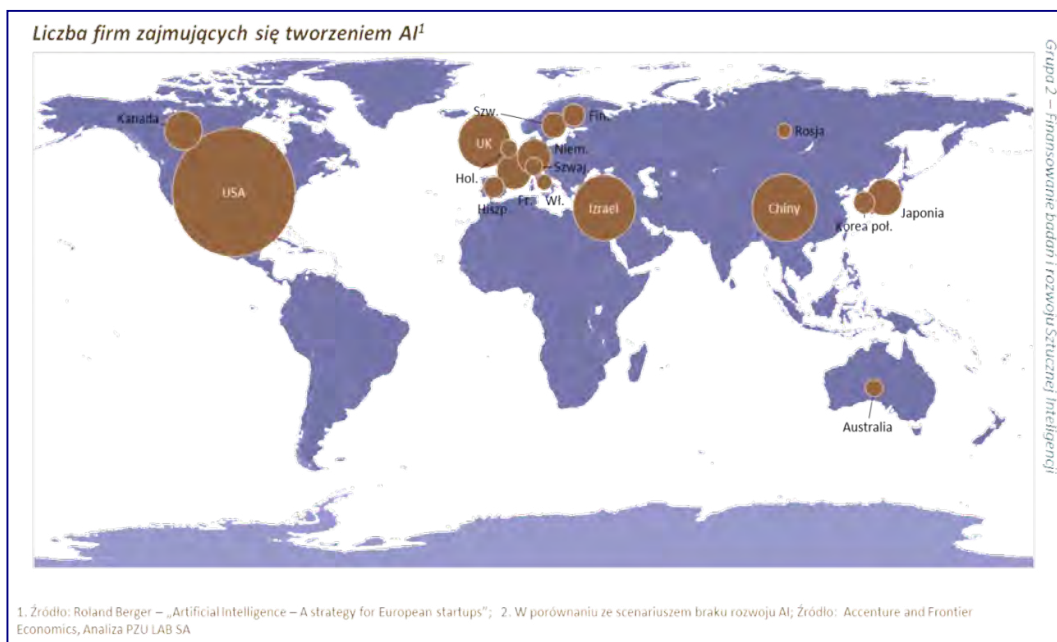 Liczba firm zajmujących się tworzeniem AI¹
Kanada
USA
Szw.
Fin.
UK
Niem.
Szwaj.
Hol.
Hiszp.
Fr.
Wł.
Izrael
Rosja
Chiny
Korea poł.
Japonia
Australia
Grupa 2 – Finansowanie badań i rozwoju Sztucznej Inteligencji
1. Źródło: Roland Berger – „Artificial Intelligence – A strategy for European startups”; 2. W porównaniu ze scenariuszem braku rozwoju AI; Źródło: Accenture and Frontier
Economics, Analiza PZU LAB SA